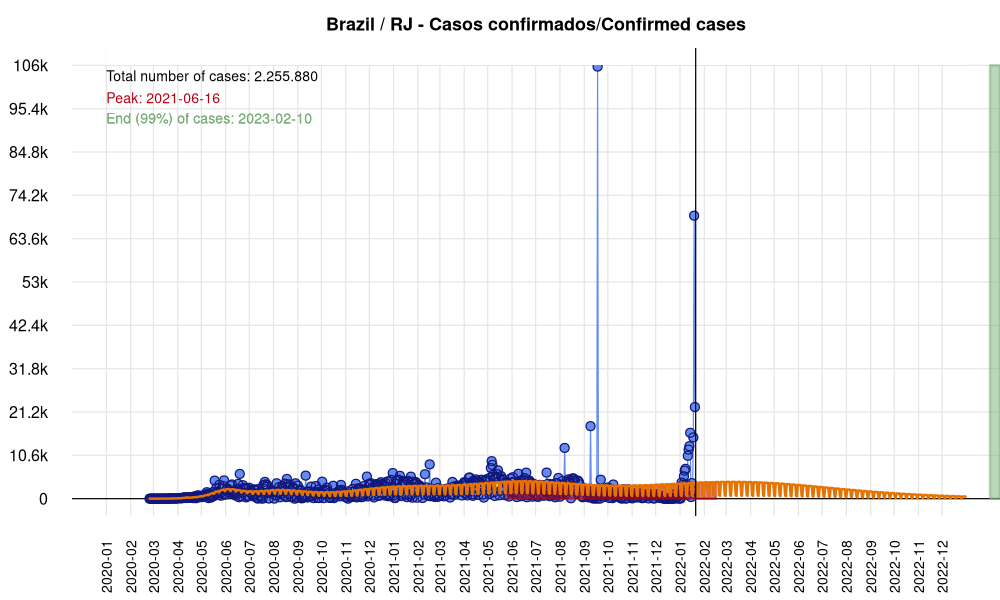 Brazil / RJ - Casos confirmados/Confirmed cases
Total number of cases: 2.255.880
Peak: 2021-06-16
End (99%) of cases: 2023-02-10
106k
95.4k
84.8k
74.2k
63.6k
53k
42.4k
31.8k
21.2k
10.6k
0
2020-01
2020-02
2020-03
2020-04
2020-05
2020-06
2020-07
2020-08
2020-09
2020-10
2020-11
2020-12
2021-01
2021-02
2021-03
2021-04
2021-05
2021-06
2021-07
2021-08
2021-09
2021-10
2021-11
2021-12
2022-01
2022-02
2022-03
2022-04
2022-05
2022-06
2022-07
2022-08
2022-09
2022-10
2022-11
2022-12